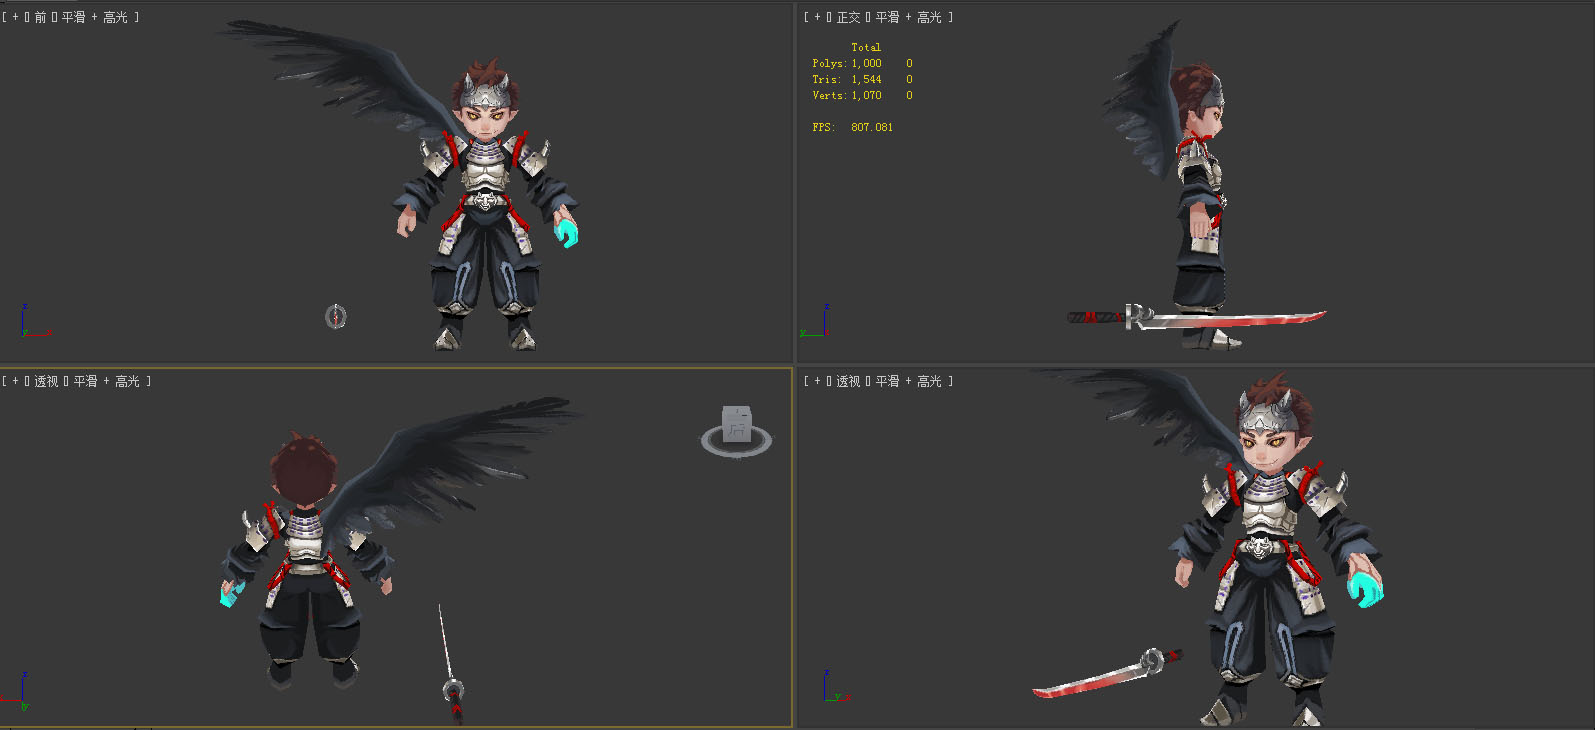 [ + 前 平滑 + 高光 ]
[ + 正交 平滑 + 高光 ]
Total
Polys: 1,000 0
Tris: 1,544 0
Verts: 1,070 0
FPS: 807.081
z
y x
z
y
[ + 透视 平滑 + 高光 ]
[ + 透视 平滑 + 高光 ]
后
z
y
z
y